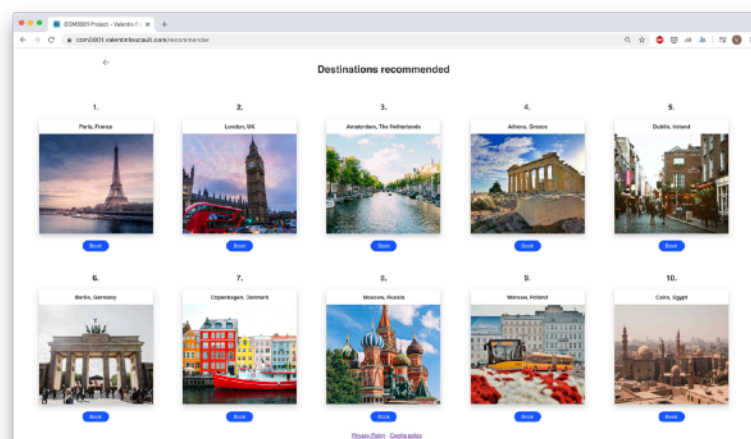 COM3001 Project - Valentin F
com3001.valentinfoucault.com/recommender
Destinations recommended
1. 2. 3. 4. 5.
Paris, France London, UK Amsterdam, The Netherlands Athens, Greece Dublin, Ireland
Book Book Book Book Book
6. 7. 8. 9. 10.
Berlin, Germany Copenhagen, Denmark Moscow, Russia Warsaw, Poland Cairo, Egypt
Book Book Book Book Book
Privacy Policy - Cookie policy